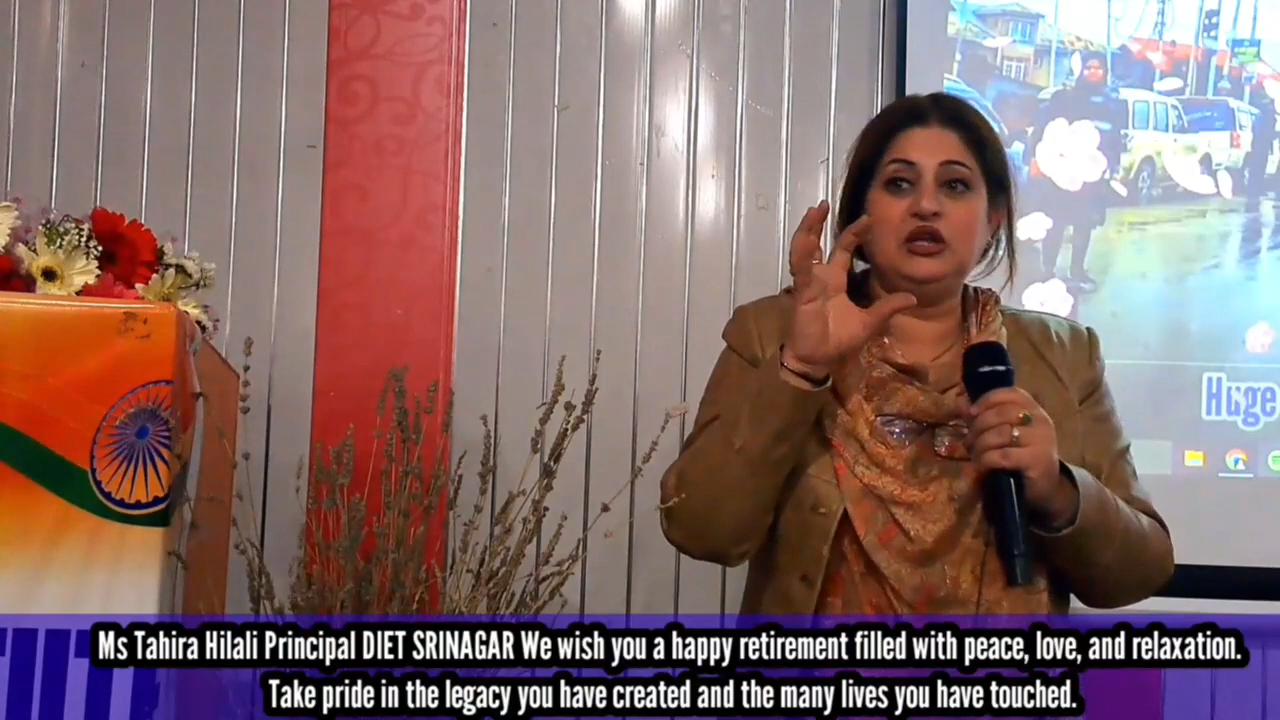 Huge
Ms Tahira Hilali Principal DIET SRINAGAR We wish you a happy retirement filled with peace, love, and relaxation.
Take pride in the legacy you have created and the many lives you have touched.